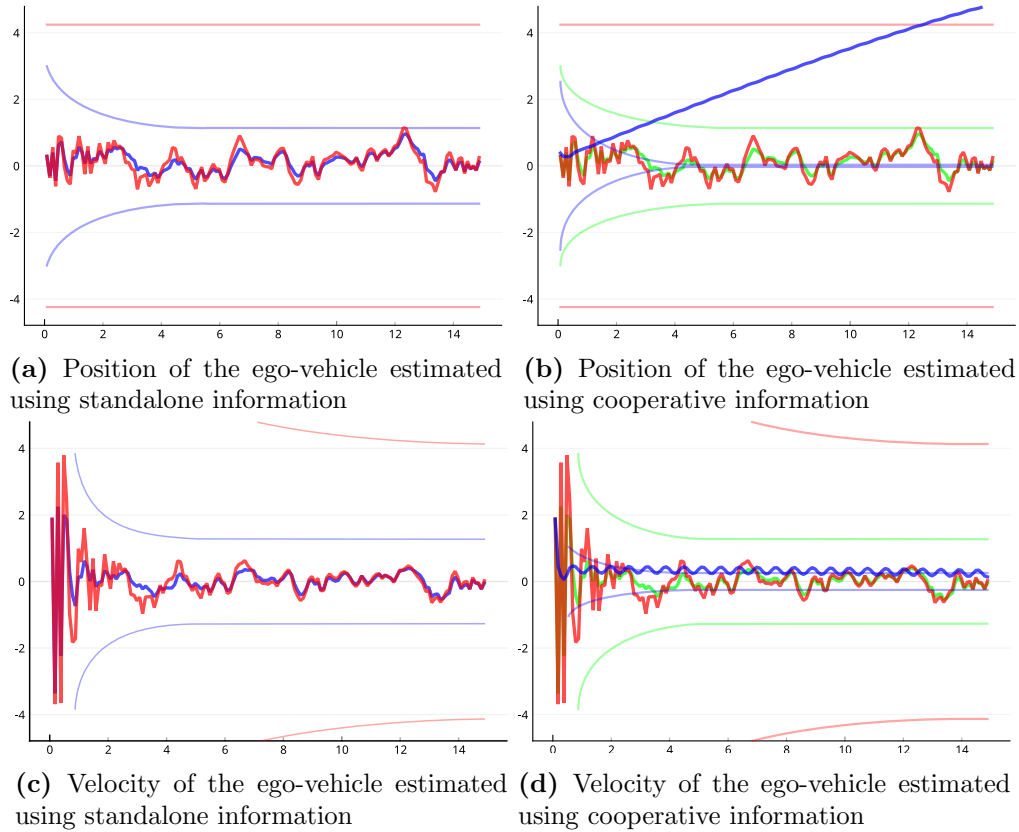 4
2
0
-2
-4
0 2 4 6 8 10 12 14
4
2
0
-2
-4
0 2 4 6 8 10 12 14
(a) Position of the ego-vehicle estimated
using standalone information
(b) Position of the ego-vehicle estimated
using cooperative information
4
2
0
-2
-4
0 2 4 6 8 10 12 14
4
2
0
-2
-4
0 2 4 6 8 10 12 14
(c) Velocity of the ego-vehicle estimated
using standalone information
(d) Velocity of the ego-vehicle estimated
using cooperative information